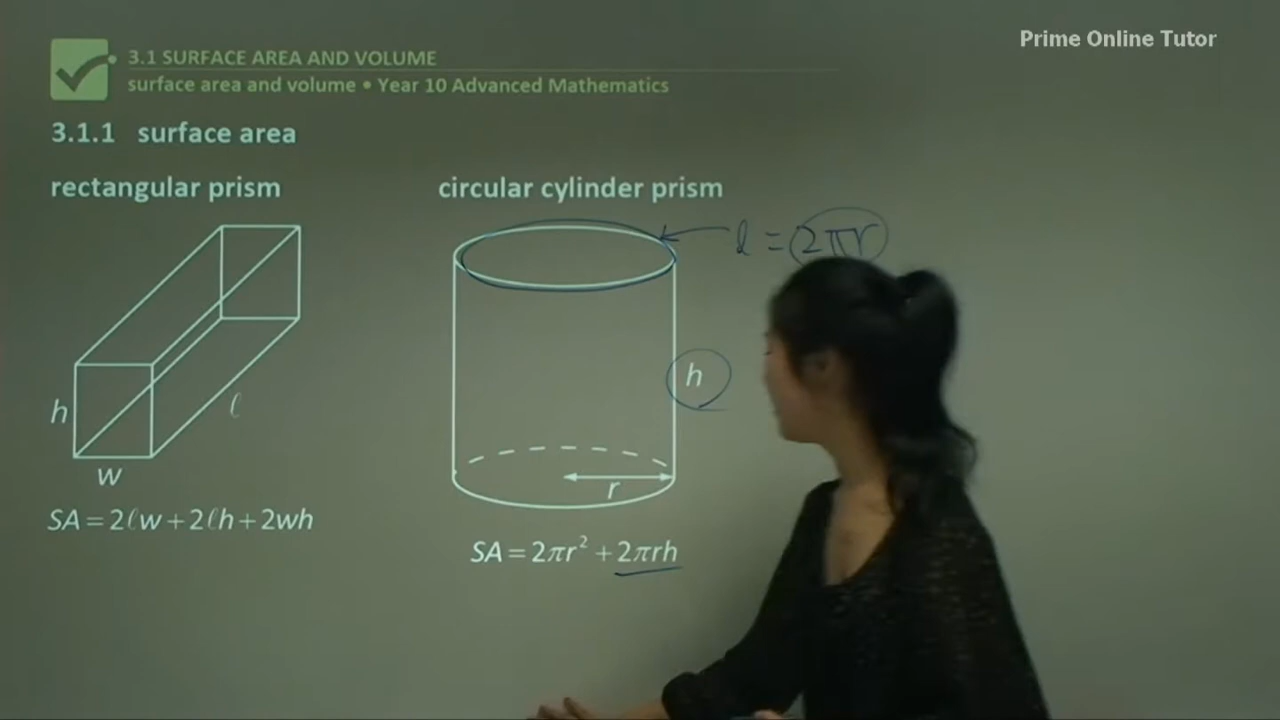 Prime Online Tutor
3.1 SURFACE AREA AND VOLUME
surface area and volume • Year 10 Advanced Mathematics
3.1.1 surface area
rectangular prism
circular cylinder prism
l = 2πr
h
h
ℓ
w
r
SA = 2ℓw + 2ℓh + 2wh
SA = 2πr² + 2πrh